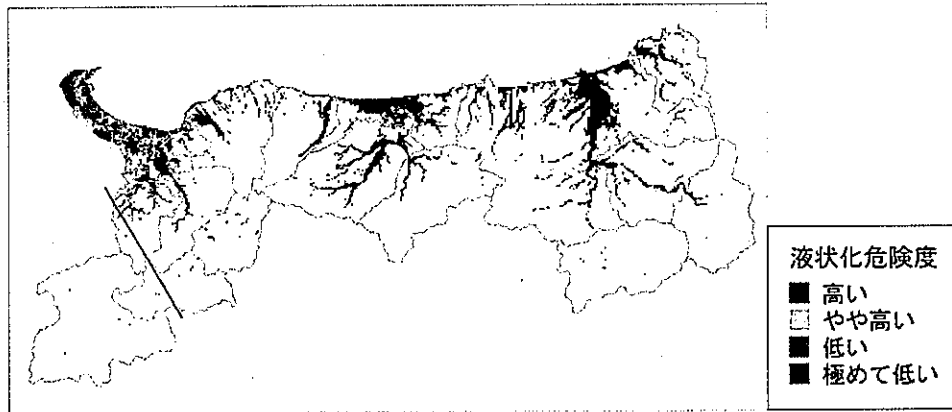 液状化危険度
高い
やや高い
低い
極めて低い